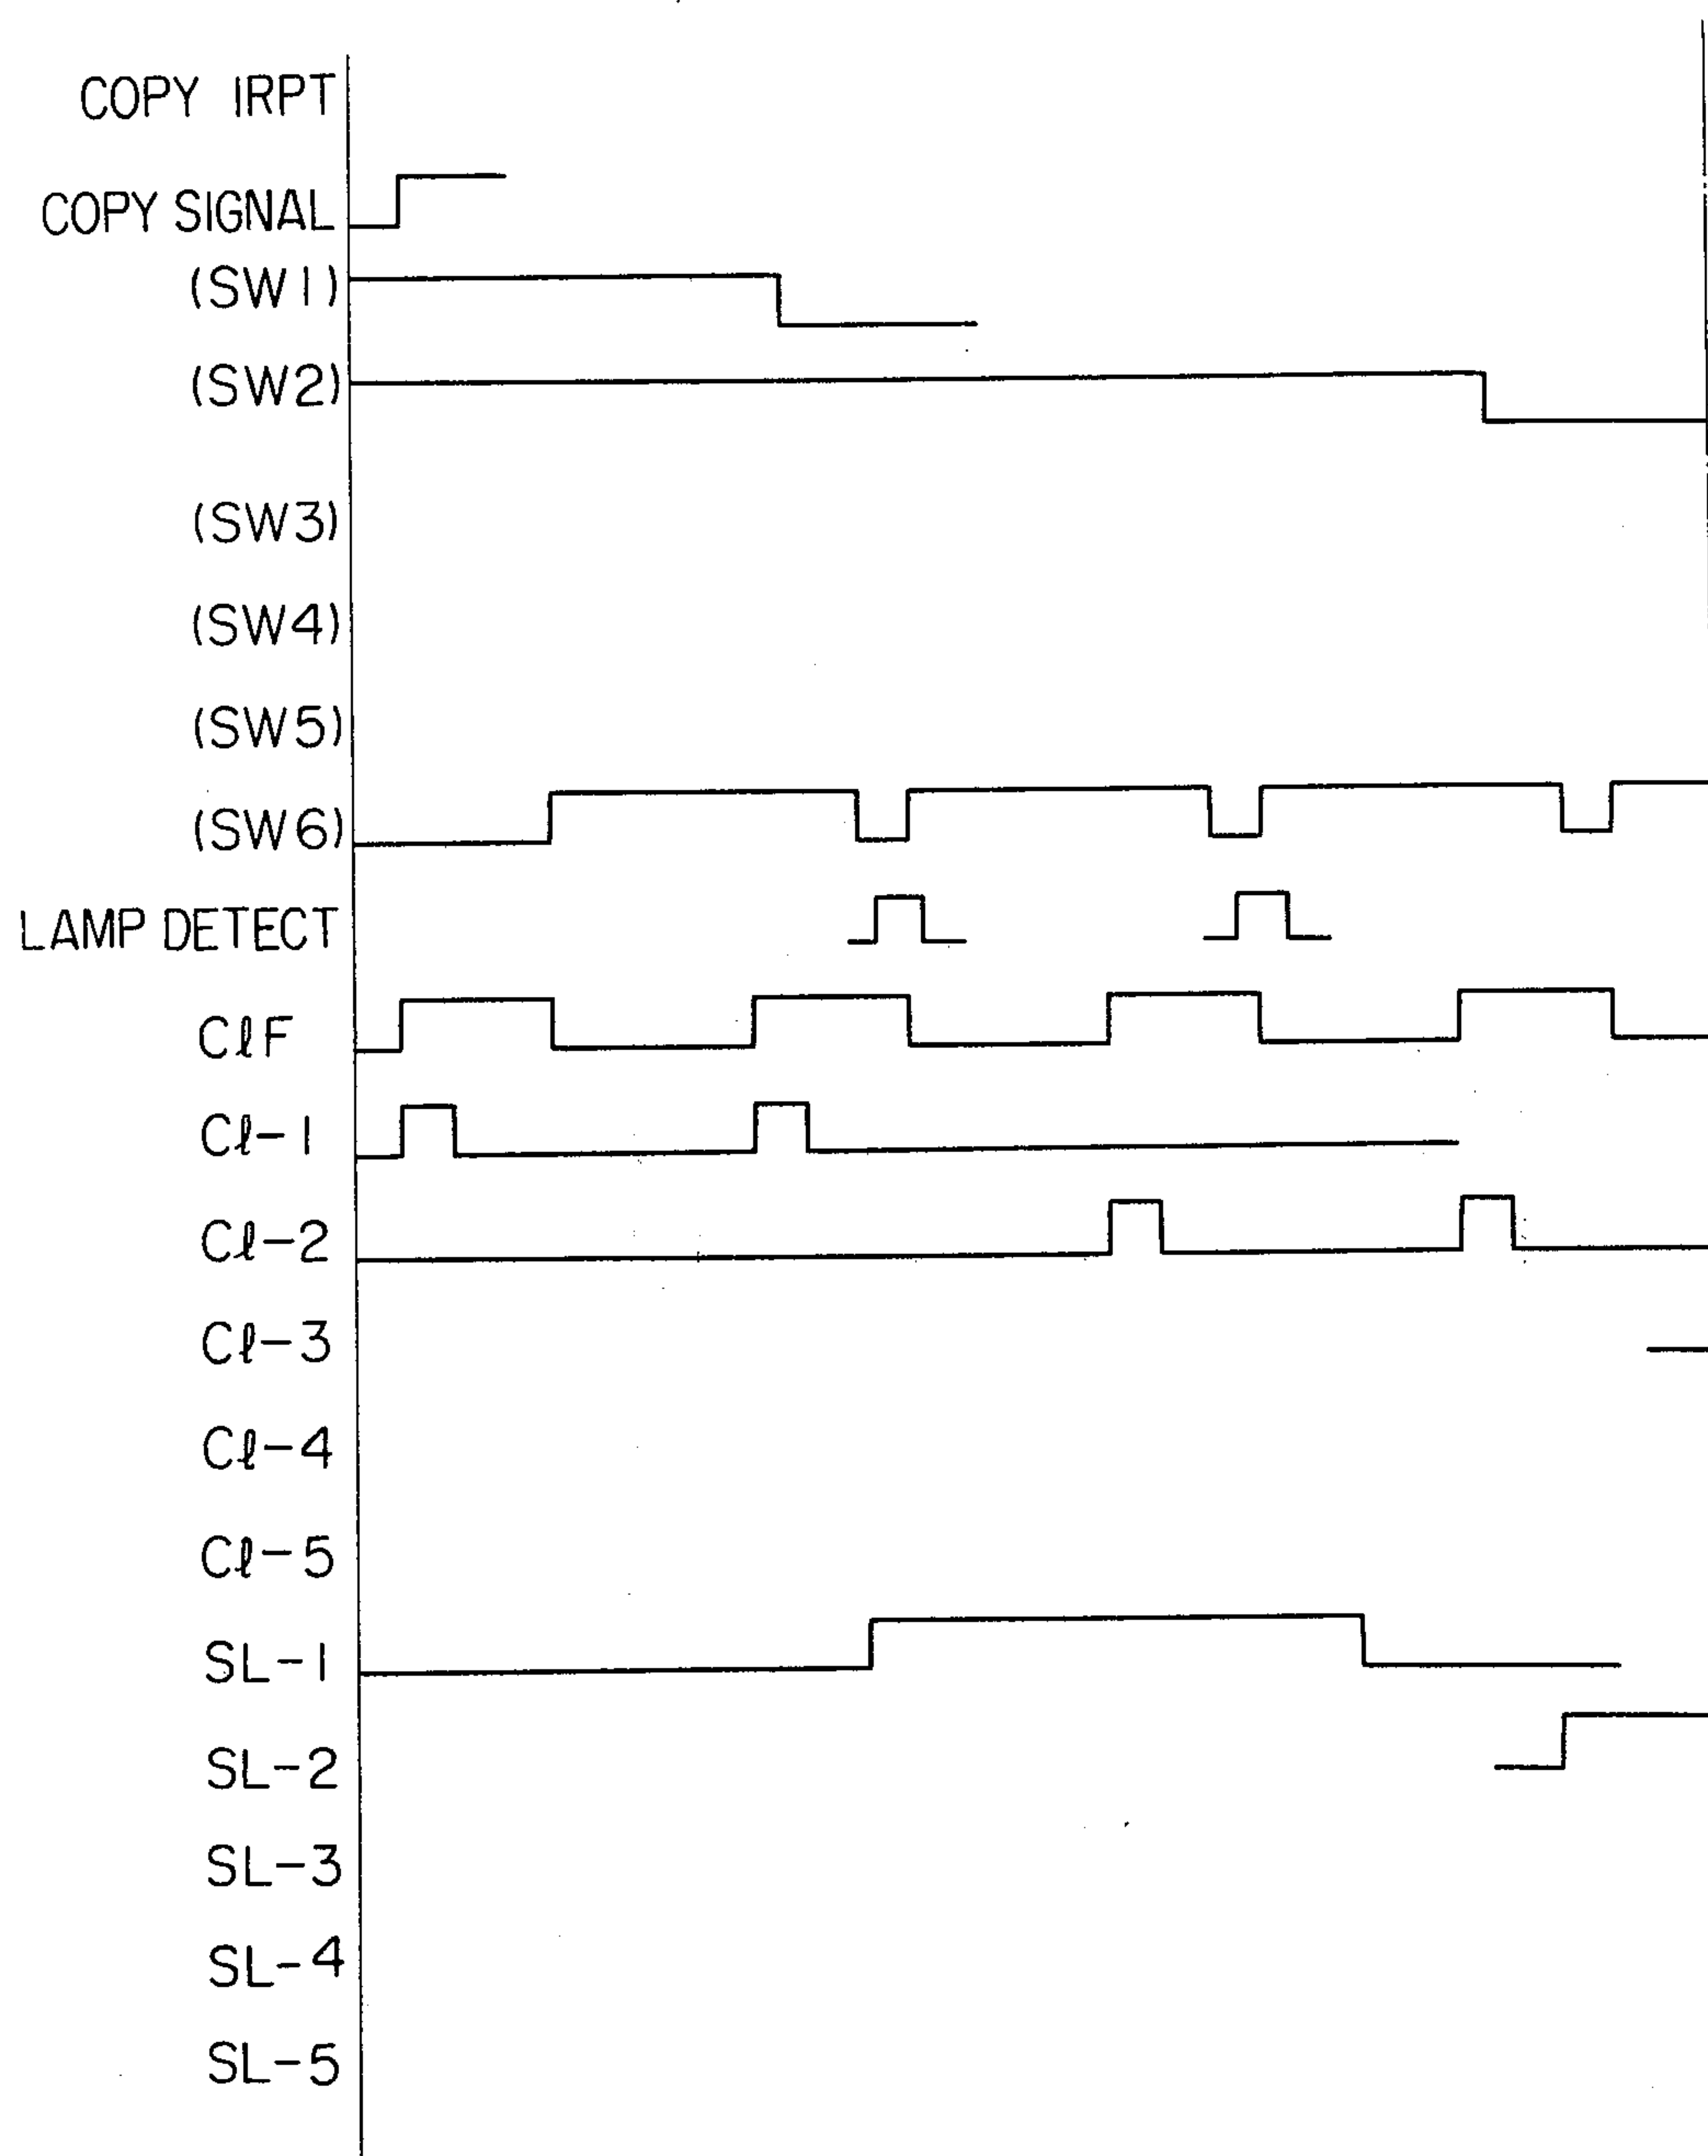 COPY IRPT
COPY SIGNAL
(SW1)
(SW2)
(SW3)
(SW4)
(SW5)
(SW6)
LAMP DETECT
CℓF
Cℓ-1
Cℓ-2
Cℓ-3
Cℓ-4
Cℓ-5
SL-1
SL-2
SL-3
SL-4
SL-5